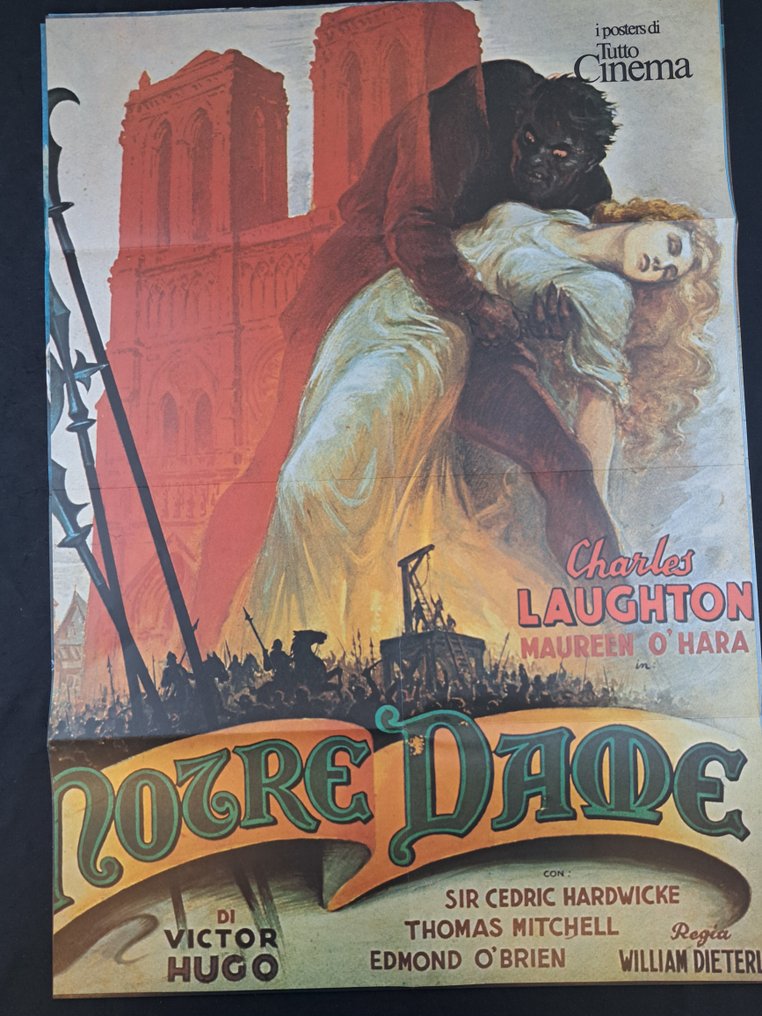 i posters di
Tutto
Cinema
Charles
LAUGHTON
MAUREEN O'HARA
in:
NOTRE DAME
DI
VICTOR
HUGO
CON:
SIR CEDRIC HARDWICKE
THOMAS MITCHELL
EDMOND O'BRIEN
Regia
WILLIAM DIETERL